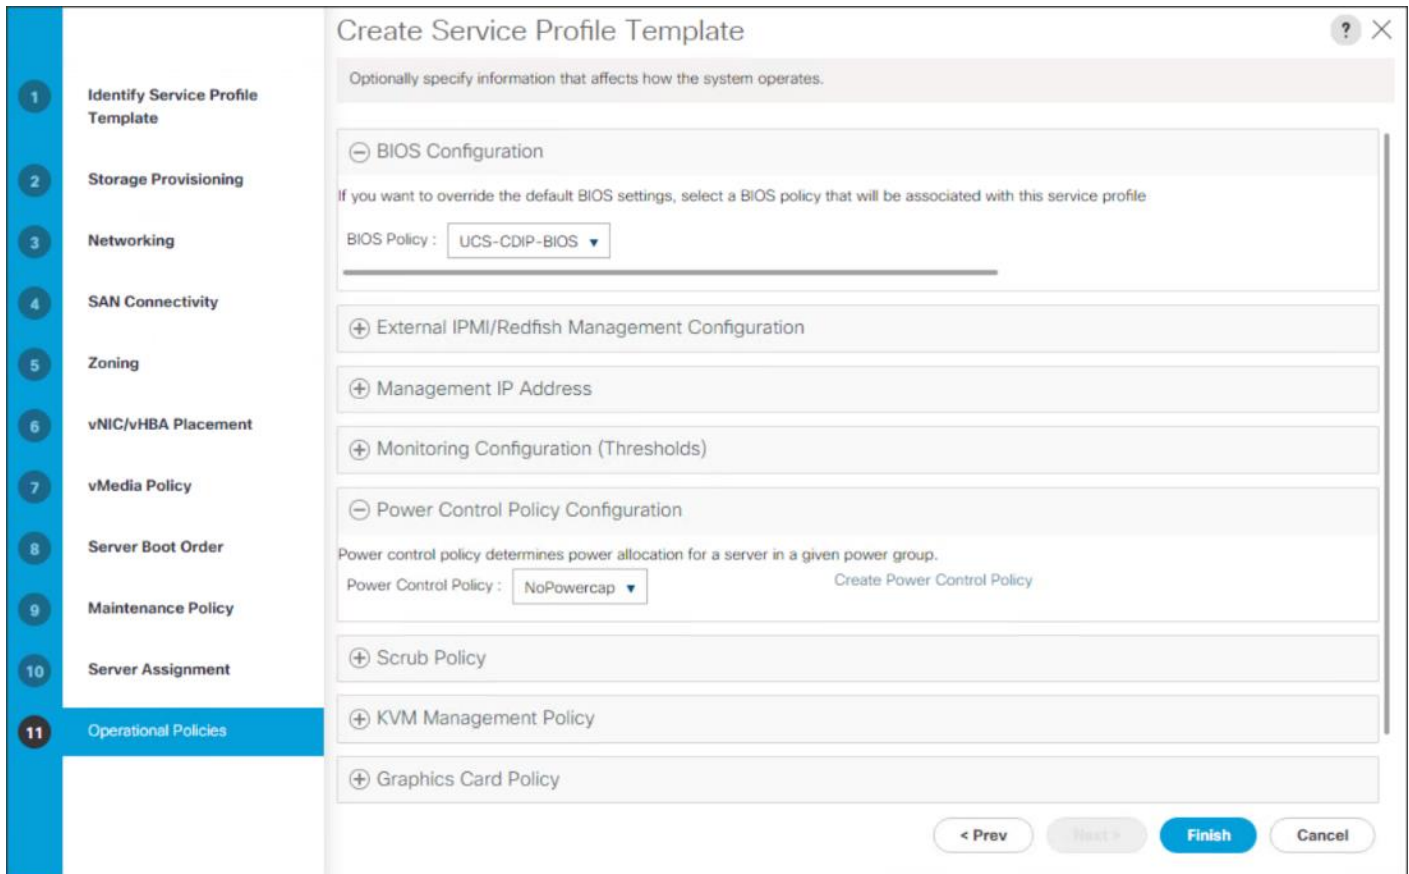 Create Service Profile Template
?
Optionally specify information that affects how the system operates.
1
Identify Service Profile
Template
2
Storage Provisioning
3
Networking
4
SAN Connectivity
5
Zoning
6
vNIC/vHBA Placement
7
vMedia Policy
8
Server Boot Order
9
Maintenance Policy
10
Server Assignment
11
Operational Policies
BIOS Configuration
If you want to override the default BIOS settings, select a BIOS policy that will be associated with this service profile
BIOS Policy : UCS-CDIP-BIOS
External IPMI/Redfish Management Configuration
Management IP Address
Monitoring Configuration (Thresholds)
Power Control Policy Configuration
Power control policy determines power allocation for a server in a given power group.
Power Control Policy : NoPowercap Create Power Control Policy
Scrub Policy
KVM Management Policy
Graphics Card Policy
< Prev Next > Finish Cancel